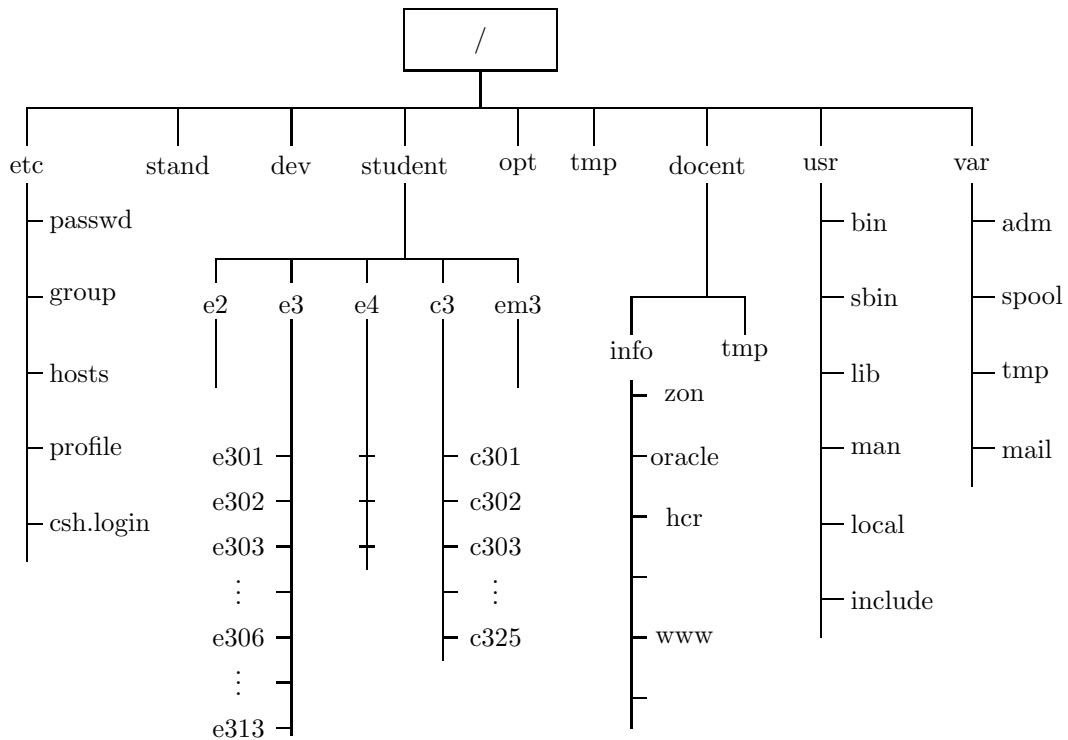 /
etc stand dev student opt tmp docent usr var
passwd bin adm
group e2 e3 e4 c3 em3 sbin spool
info tmp
hosts lib tmp
zon
profile man mail
e301 c301 oracle
e302 c302
csh.login hcr local
e303 c303
⋮ ⋮ include
e306 c325 www
⋮
e313